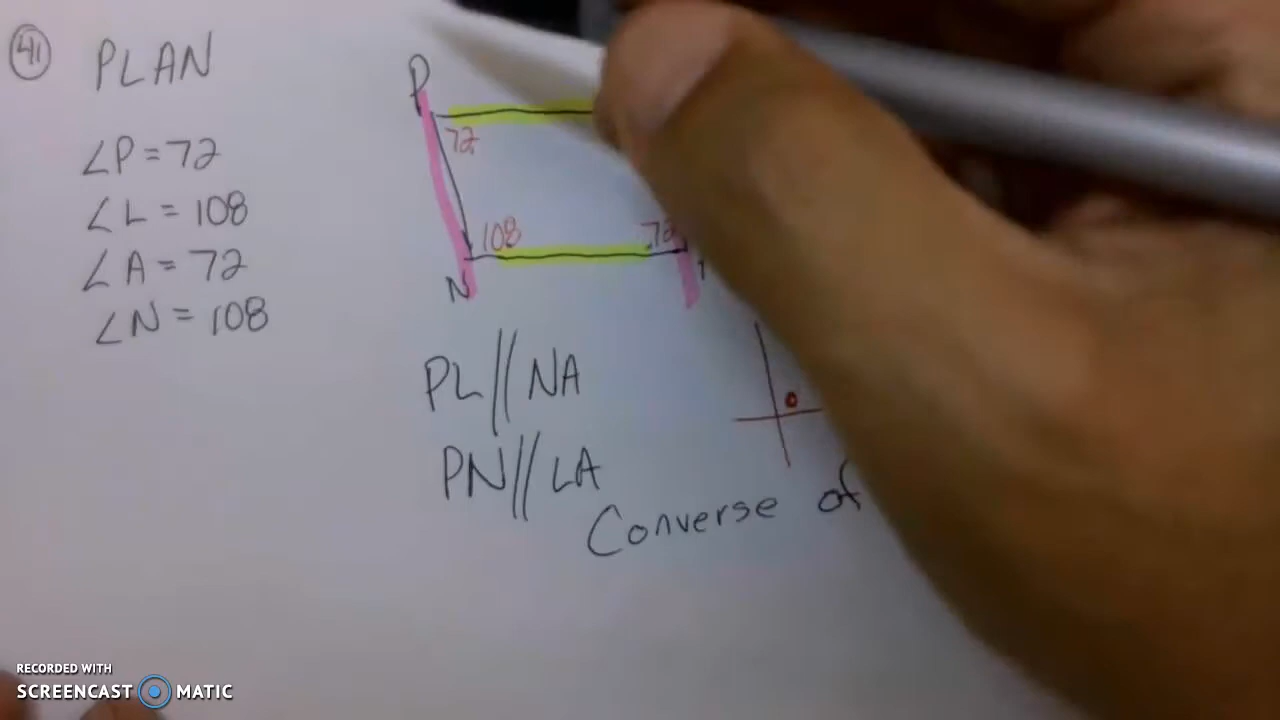 41 PLAN
∠P = 72
∠L = 108
∠A = 72
∠N = 108
P
72
108 72
N
PL // NA
PN // LA
Converse of
RECORDED WITH
SCREENCAST MATIC